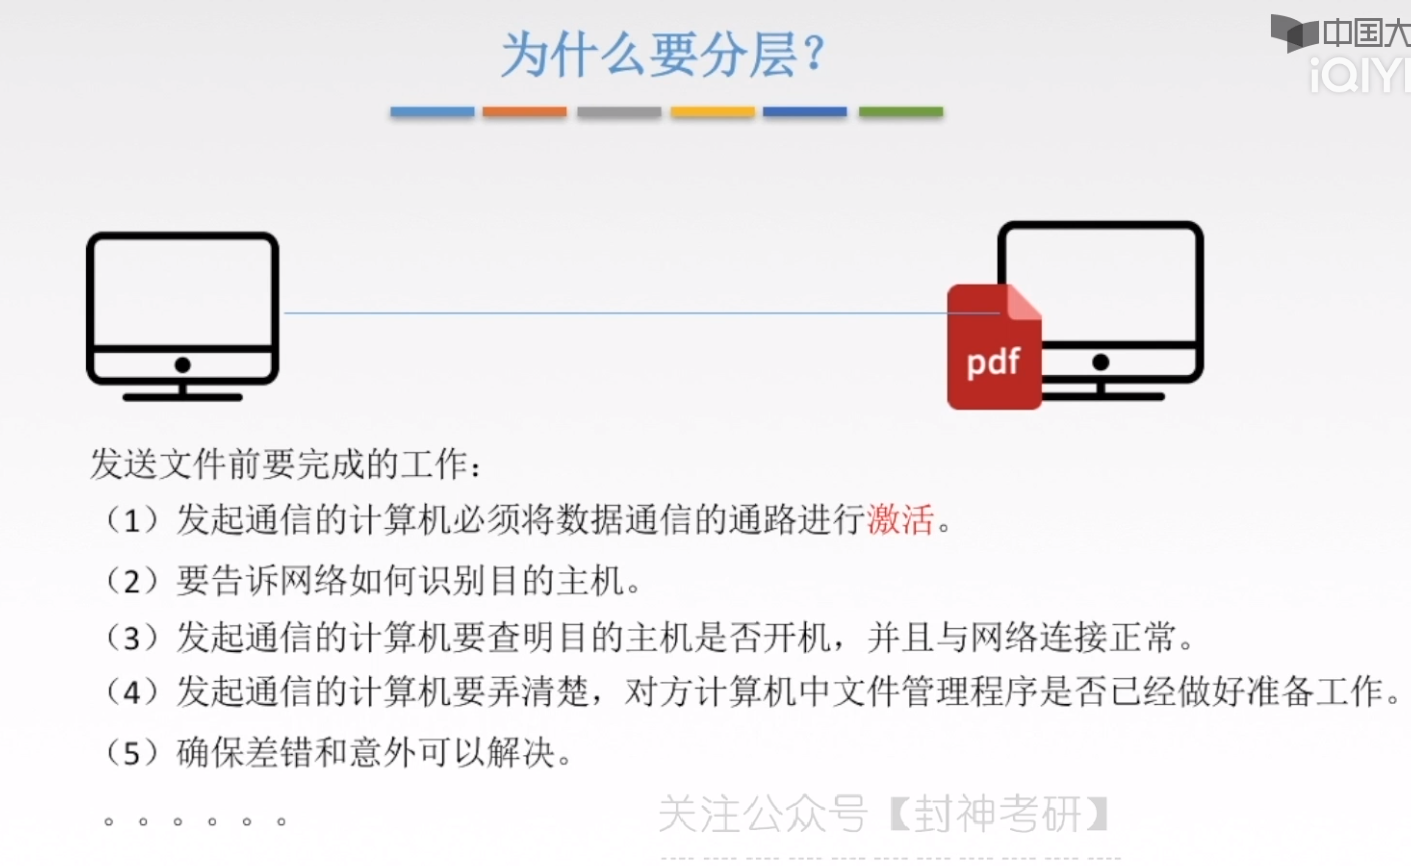 为什么要分层？
中国大
iQIYI
pdf
发送文件前要完成的工作：
（1）发起通信的计算机必须将数据通信的通路进行激活。
（2）要告诉网络如何识别目的主机。
（3）发起通信的计算机要查明目的主机是否开机，并且与网络连接正常。
（4）发起通信的计算机要弄清楚，对方计算机中文件管理程序是否已经做好准备工作。
（5）确保差错和意外可以解决。
。。。。。。
关注公众号【封神考研】